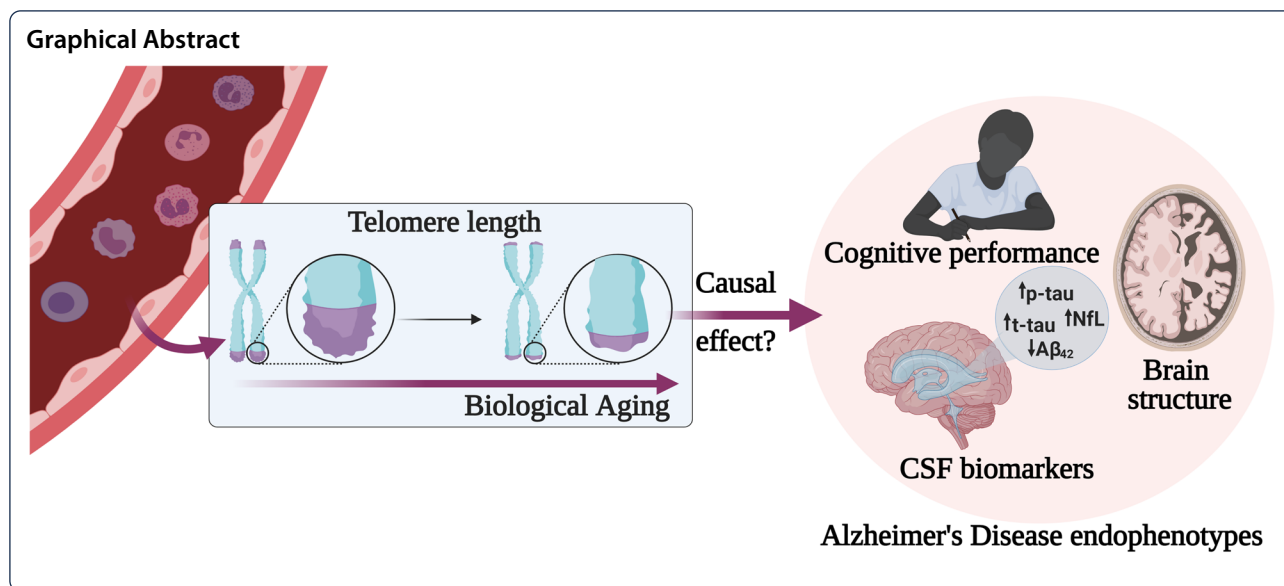 Graphical Abstract
Telomere length
Biological Aging
Causal
effect?
Cognitive performance
↑p-tau
↑NfL
↑t-tau
↓Aβ₄₂
CSF biomarkers
Brain
structure
Alzheimer's Disease endophenotypes